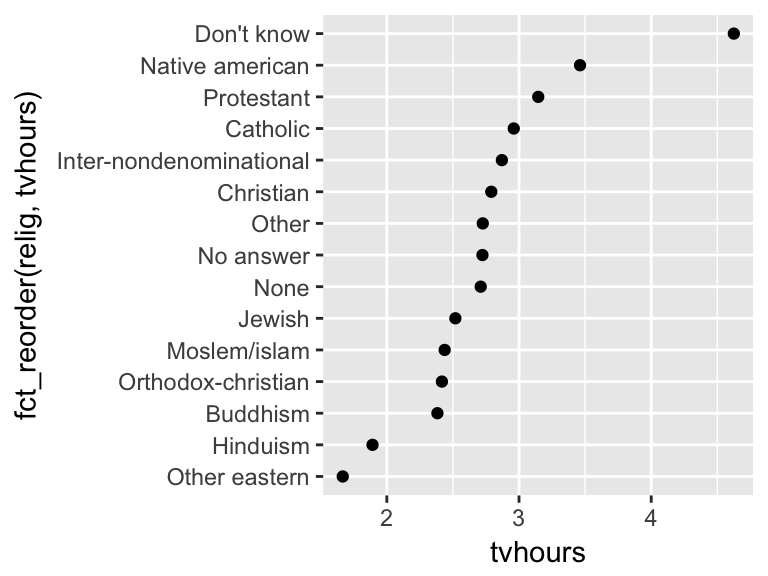 fct_reorder(relig, tvhours)
Don't know
Native american
Protestant
Catholic
Inter-nondenominational
Christian
Other
No answer
None
Jewish
Moslem/islam
Orthodox-christian
Buddhism
Hinduism
Other eastern
2 3 4
tvhours